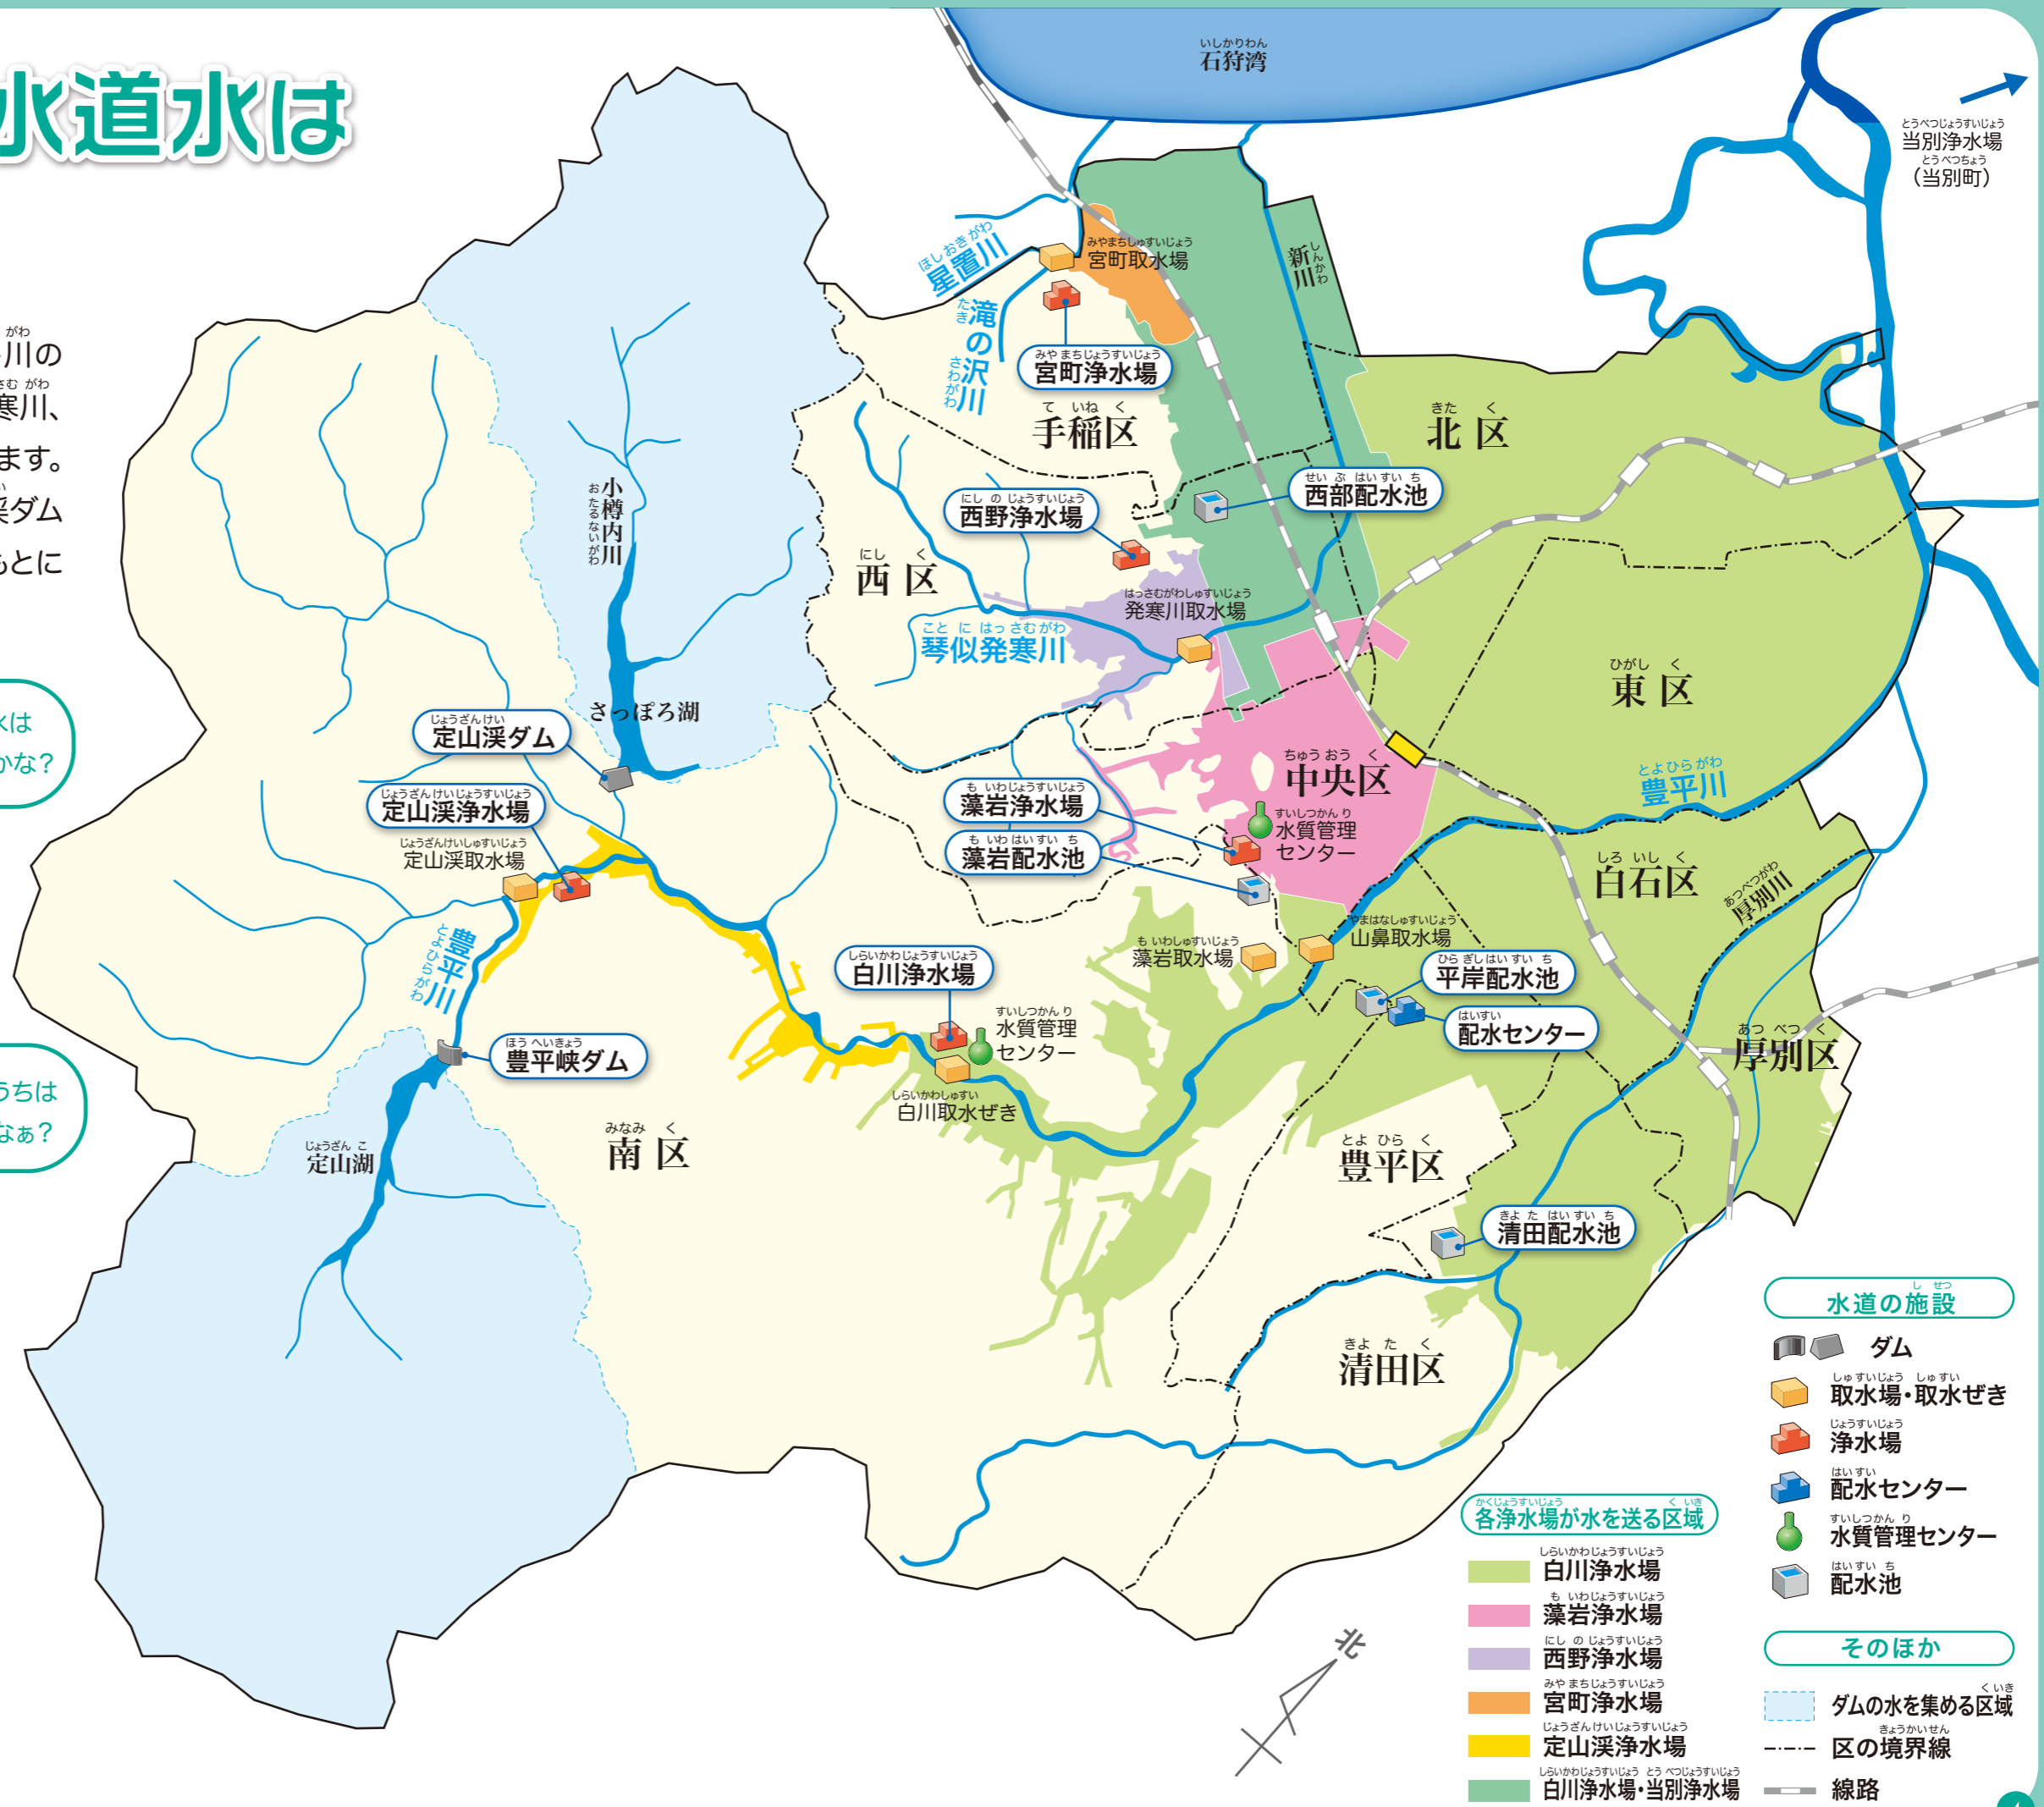 水道水は
川の
寒川、
ます。
渓ダム
もとに
水は
かな?
うちは
なぁ?
いしかりわん
石狩湾
とうべつじょうすいじょう
当別浄水場
とうべつちょう
(当別町)
ほしおきがわ
星置川
たき さわがわ
滝の沢川
みやまちしゅすいじょう
宮町取水場
みやまちじょうすいじょう
宮町浄水場
しんかわ
新川
ていねく
手稲区
きたく
北区
せいぶはいすいち
西部配水池
にしのじょうすいじょう
西野浄水場
にしく
西区
はっさむがわしゅすいじょう
発寒川取水場
ことにはっさむがわ
琴似発寒川
おたるないがわ
小樽内川
さっぽろ湖
じょうざんけい
定山渓ダム
じょうざんけいじょうすいじょう
定山渓浄水場
じょうざんけいしゅすいじょう
定山渓取水場
とよひらがわ
豊平川
ほうへいきょう
豊平峡ダム
じょうざんこ
定山湖
みなみく
南区
ひがしく
東区
とよひらがわ
豊平川
ちゅうおうく
中央区
もいわじょうすいじょう
藻岩浄水場
もいわはいすいち
藻岩配水池
すいしつかんり
水質管理
センター
しろいしく
白石区
あつべつがわ
厚別川
やまはなしゅすいじょう
山鼻取水場
もいわしゅすいじょう
藻岩取水場
しらいかわじょうすいじょう
白川浄水場
すいしつかんり
水質管理
センター
しらいかわしゅすい
白川取水ぜき
ひらぎしはいすいち
平岸配水池
はいすい
配水センター
あつべつく
厚別区
とよひらく
豊平区
きよたはいすいち
清田配水池
きよたく
清田区
北
しせつ
水道の施設
ダム
しゅすいじょう しゅすい
取水場・取水ぜき
じょうすいじょう
浄水場
はいすい
配水センター
すいしつかんり
水質管理センター
はいすいち
配水池
かくじょうすいじょう くいき
各浄水場が水を送る区域
しらいかわじょうすいじょう
白川浄水場
もいわじょうすいじょう
藻岩浄水場
にしのじょうすいじょう
西野浄水場
みやまちじょうすいじょう
宮町浄水場
じょうざんけいじょうすいじょう
定山渓浄水場
しらいかわじょうすいじょう とうべつじょうすいじょう
白川浄水場・当別浄水場
そのほか
くいき
ダムの水を集める区域
きょうかいせん
区の境界線
線路